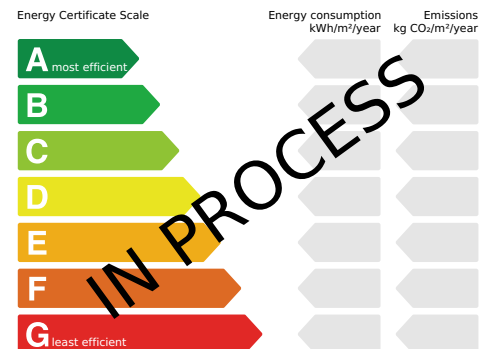 Energy Certificate Scale
Energy consumption
kWh/m²/year
Emissions
kg CO₂/m²/year
A most efficient
B
C
D
E
F
G least efficient
IN PROCESS